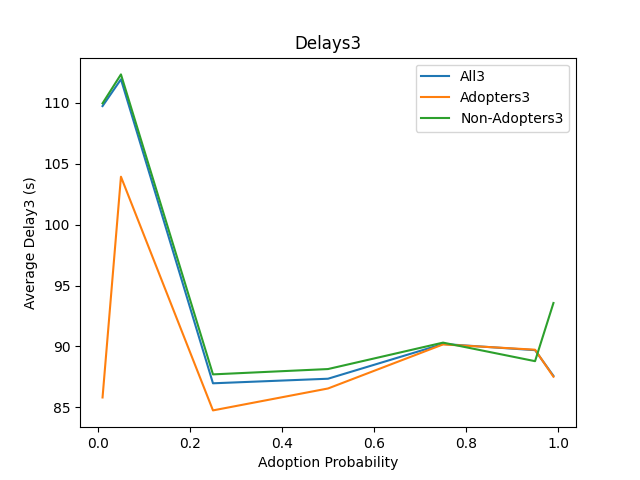 Delays3
All3
Adopters3
Non-Adopters3
Average Delay3 (s)
110
105
100
95
90
85
0.0 0.2 0.4 0.6 0.8 1.0
Adoption Probability